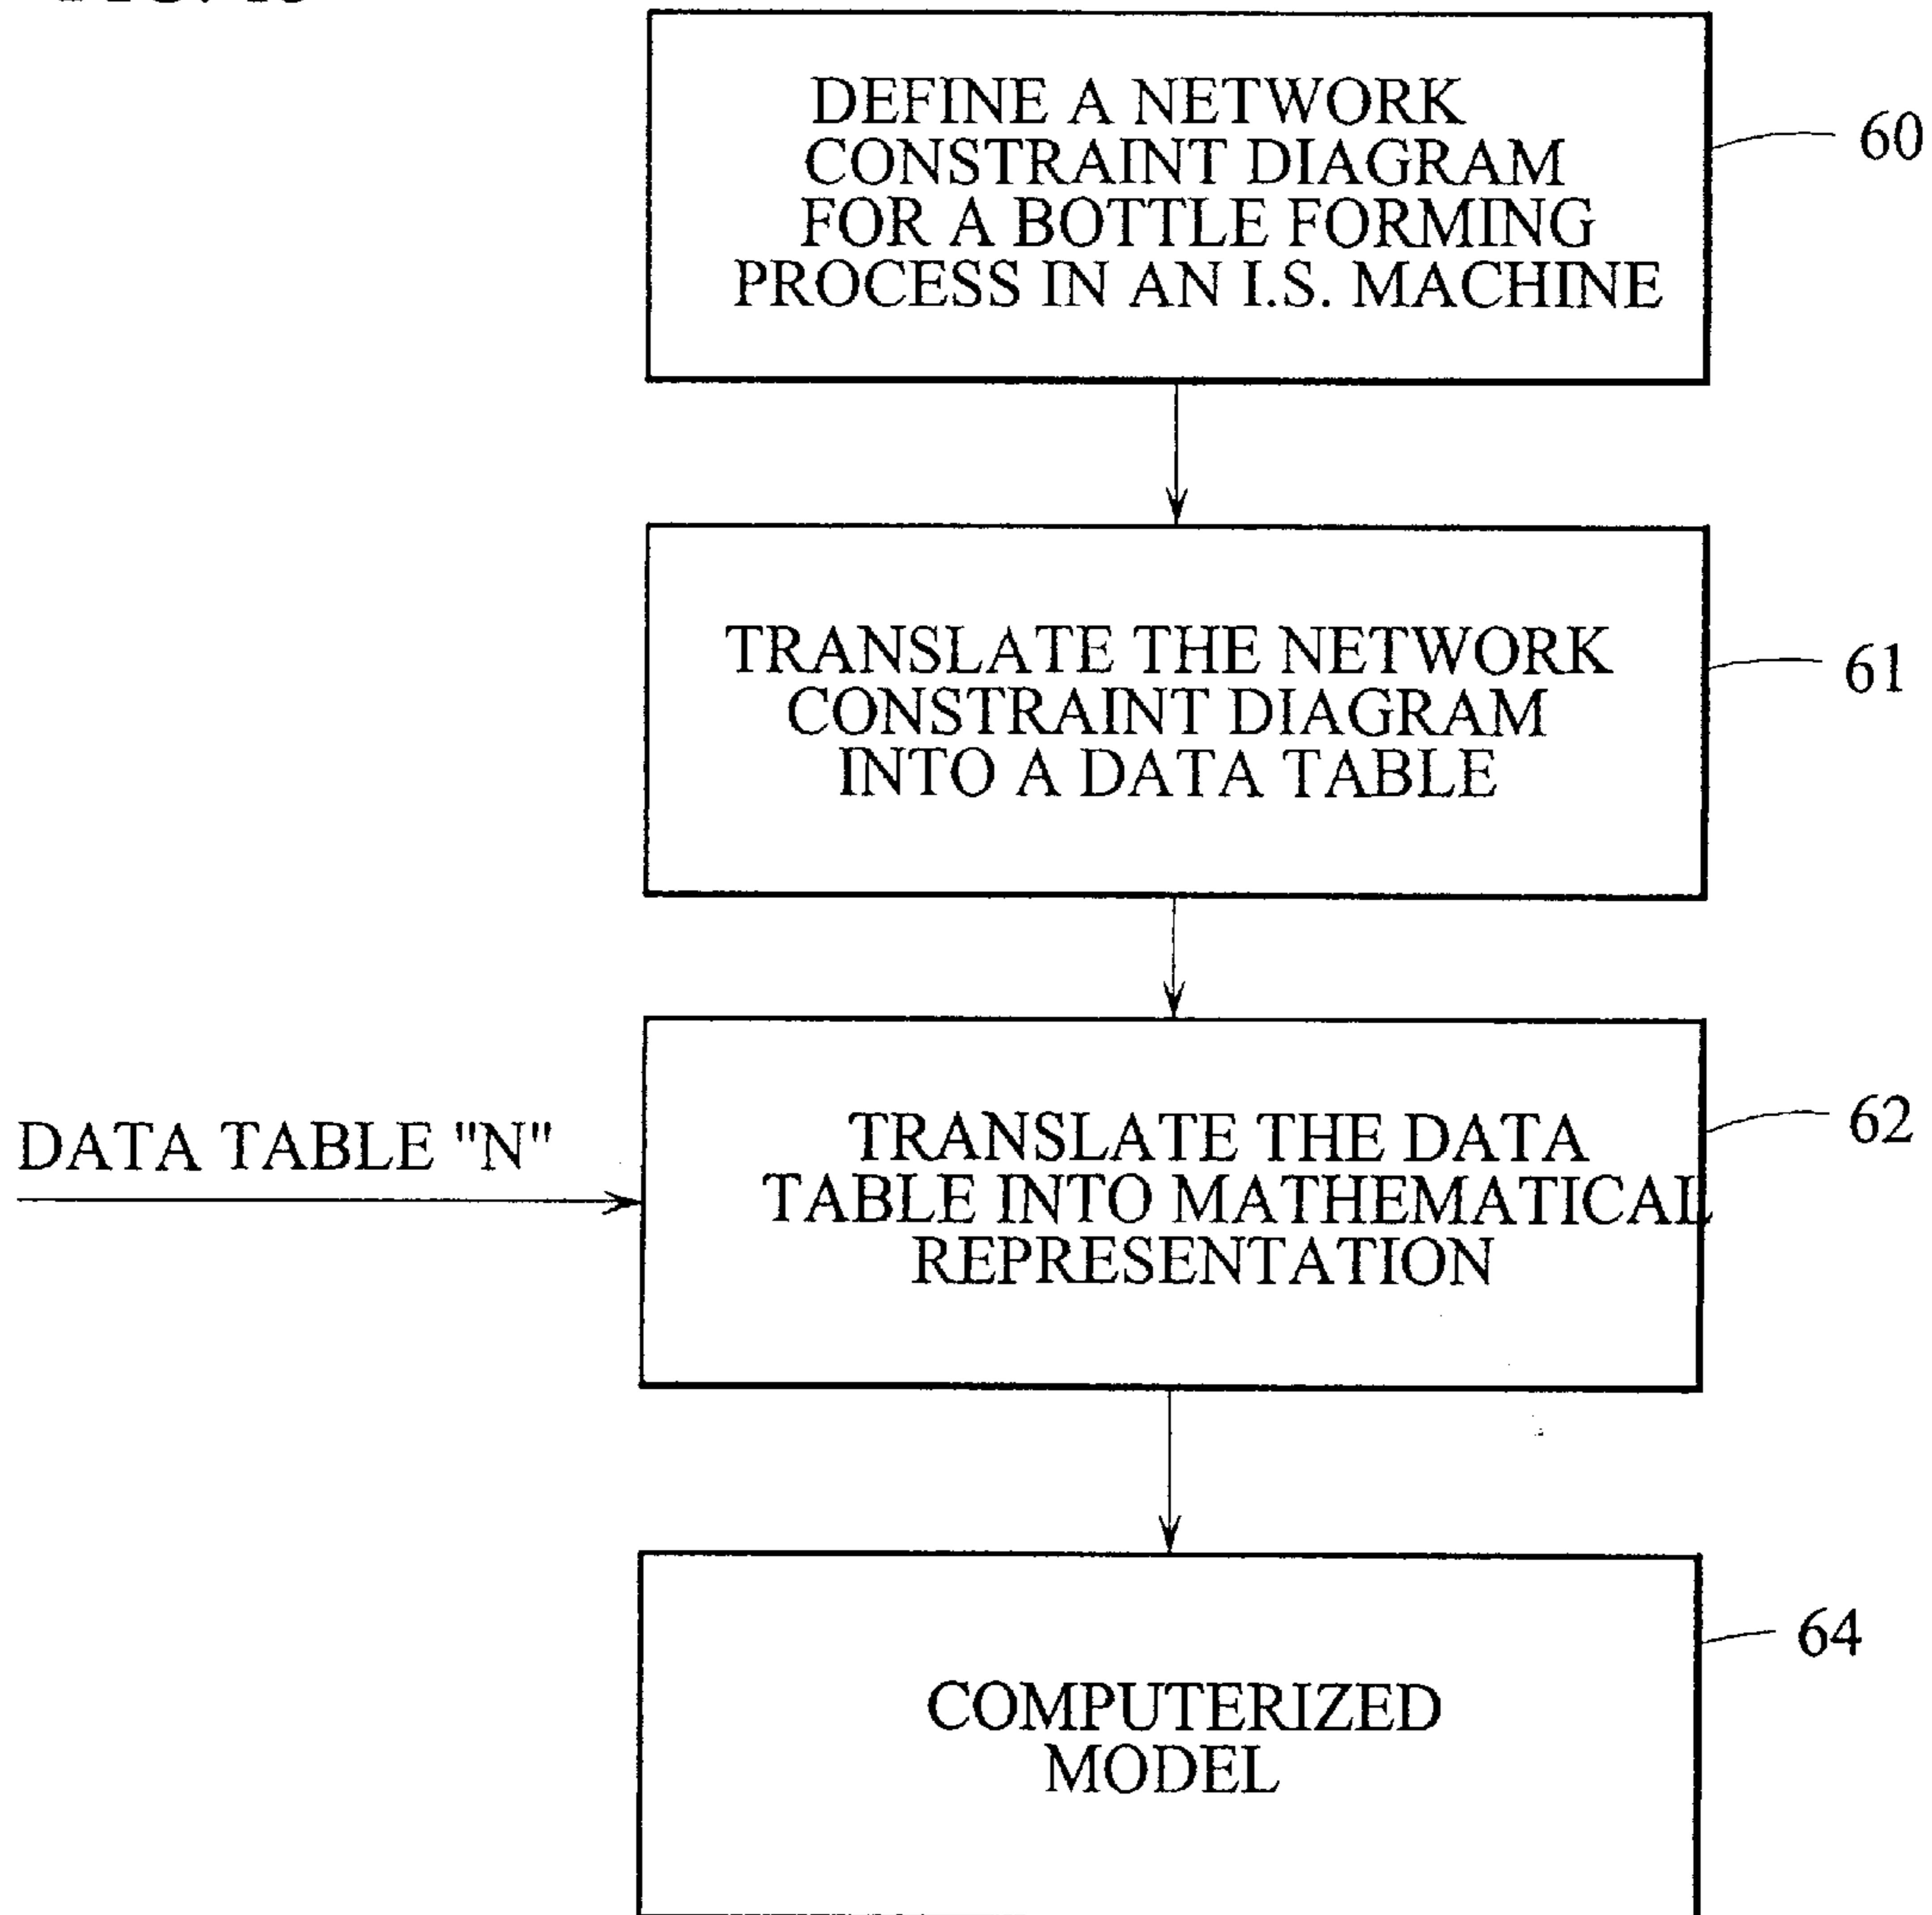 DEFINE A NETWORK
CONSTRAINT DIAGRAM
FOR A BOTTLE FORMING
PROCESS IN AN I.S. MACHINE
60
TRANSLATE THE NETWORK
CONSTRAINT DIAGRAM
INTO A DATA TABLE
61
DATA TABLE "N"
TRANSLATE THE DATA
TABLE INTO MATHEMATICAL
REPRESENTATION
62
COMPUTERIZED
MODEL
64